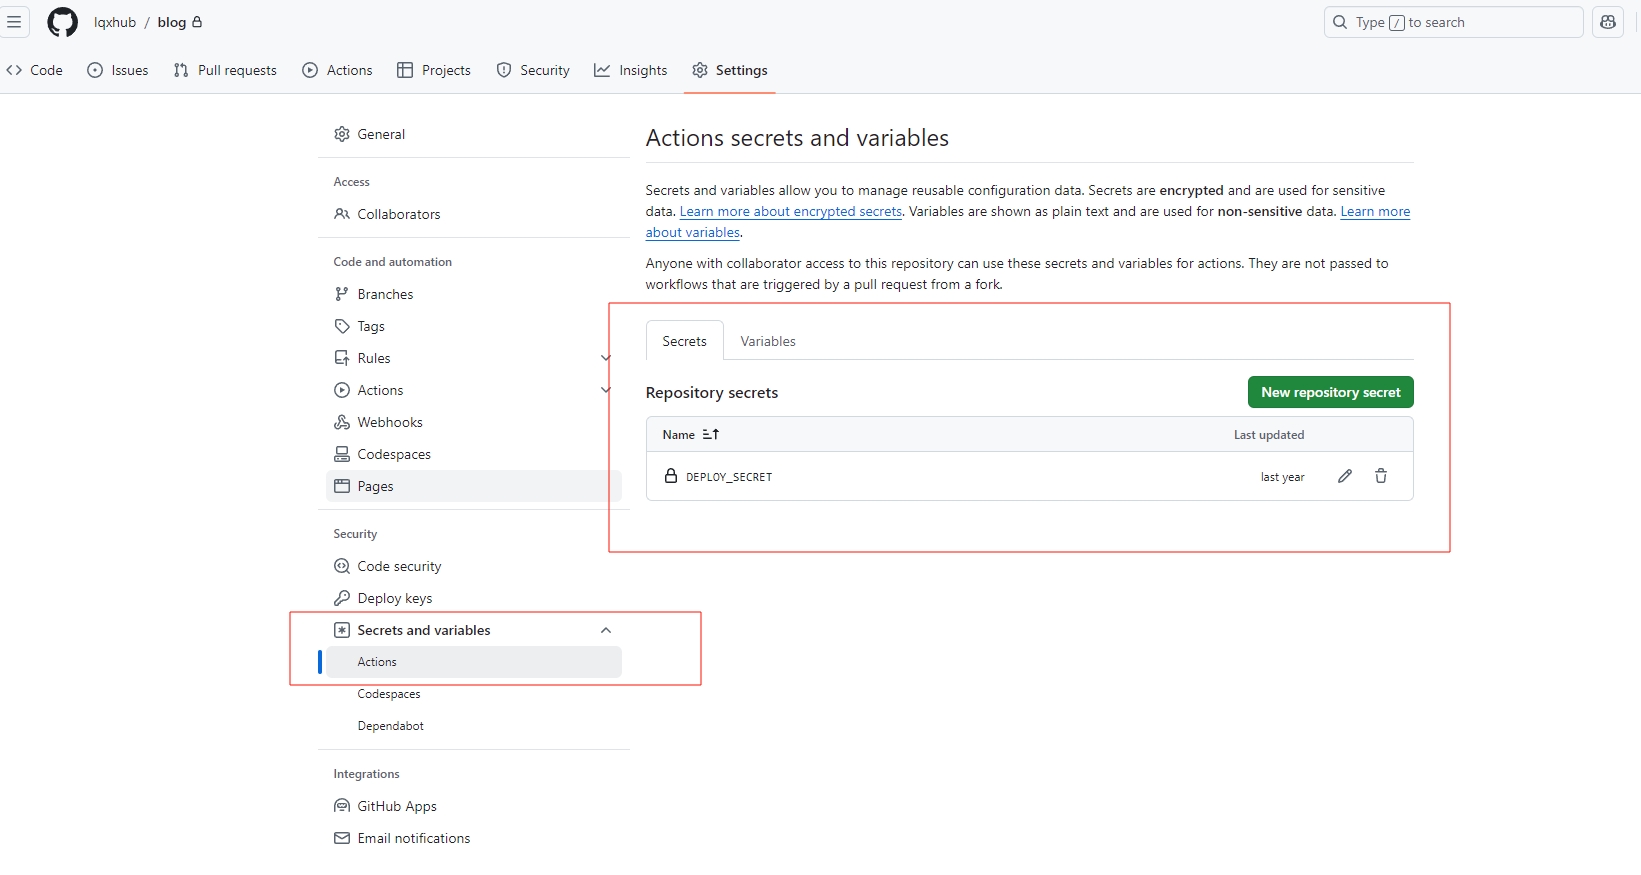 lqxhub / blog
Type / to search
Code
Issues
Pull requests
Actions
Projects
Security
Insights
Settings
General
Access
Collaborators
Code and automation
Branches
Tags
Rules
Actions
Webhooks
Codespaces
Pages
Security
Code security
Deploy keys
Secrets and variables
Actions
Codespaces
Dependabot
Integrations
GitHub Apps
Email notifications
Actions secrets and variables
Secrets and variables allow you to manage reusable configuration data. Secrets are encrypted and are used for sensitive
data. Learn more about encrypted secrets. Variables are shown as plain text and are used for non-sensitive data. Learn more
about variables.
Anyone with collaborator access to this repository can use these secrets and variables for actions. They are not passed to
workflows that are triggered by a pull request from a fork.
Secrets
Variables
Repository secrets
New repository secret
Name
Last updated
DEPLOY_SECRET
last year